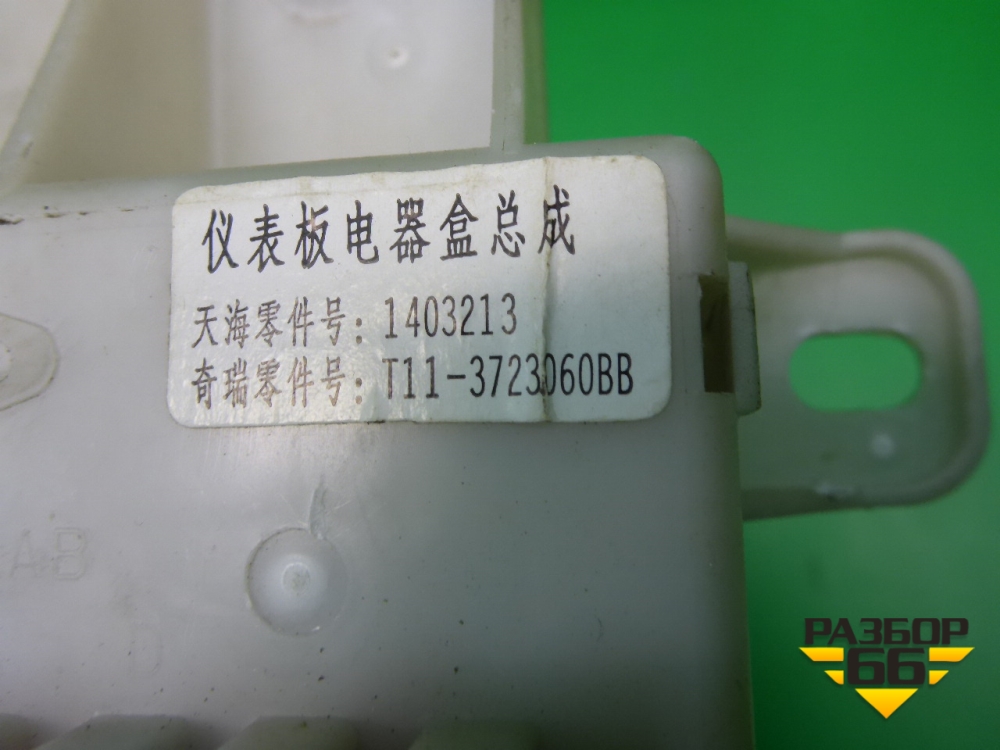 仪表板电器盒总成
天海零件号：1403213
奇瑞零件号：T11-3723060BB
AB
РАЗБОР
66